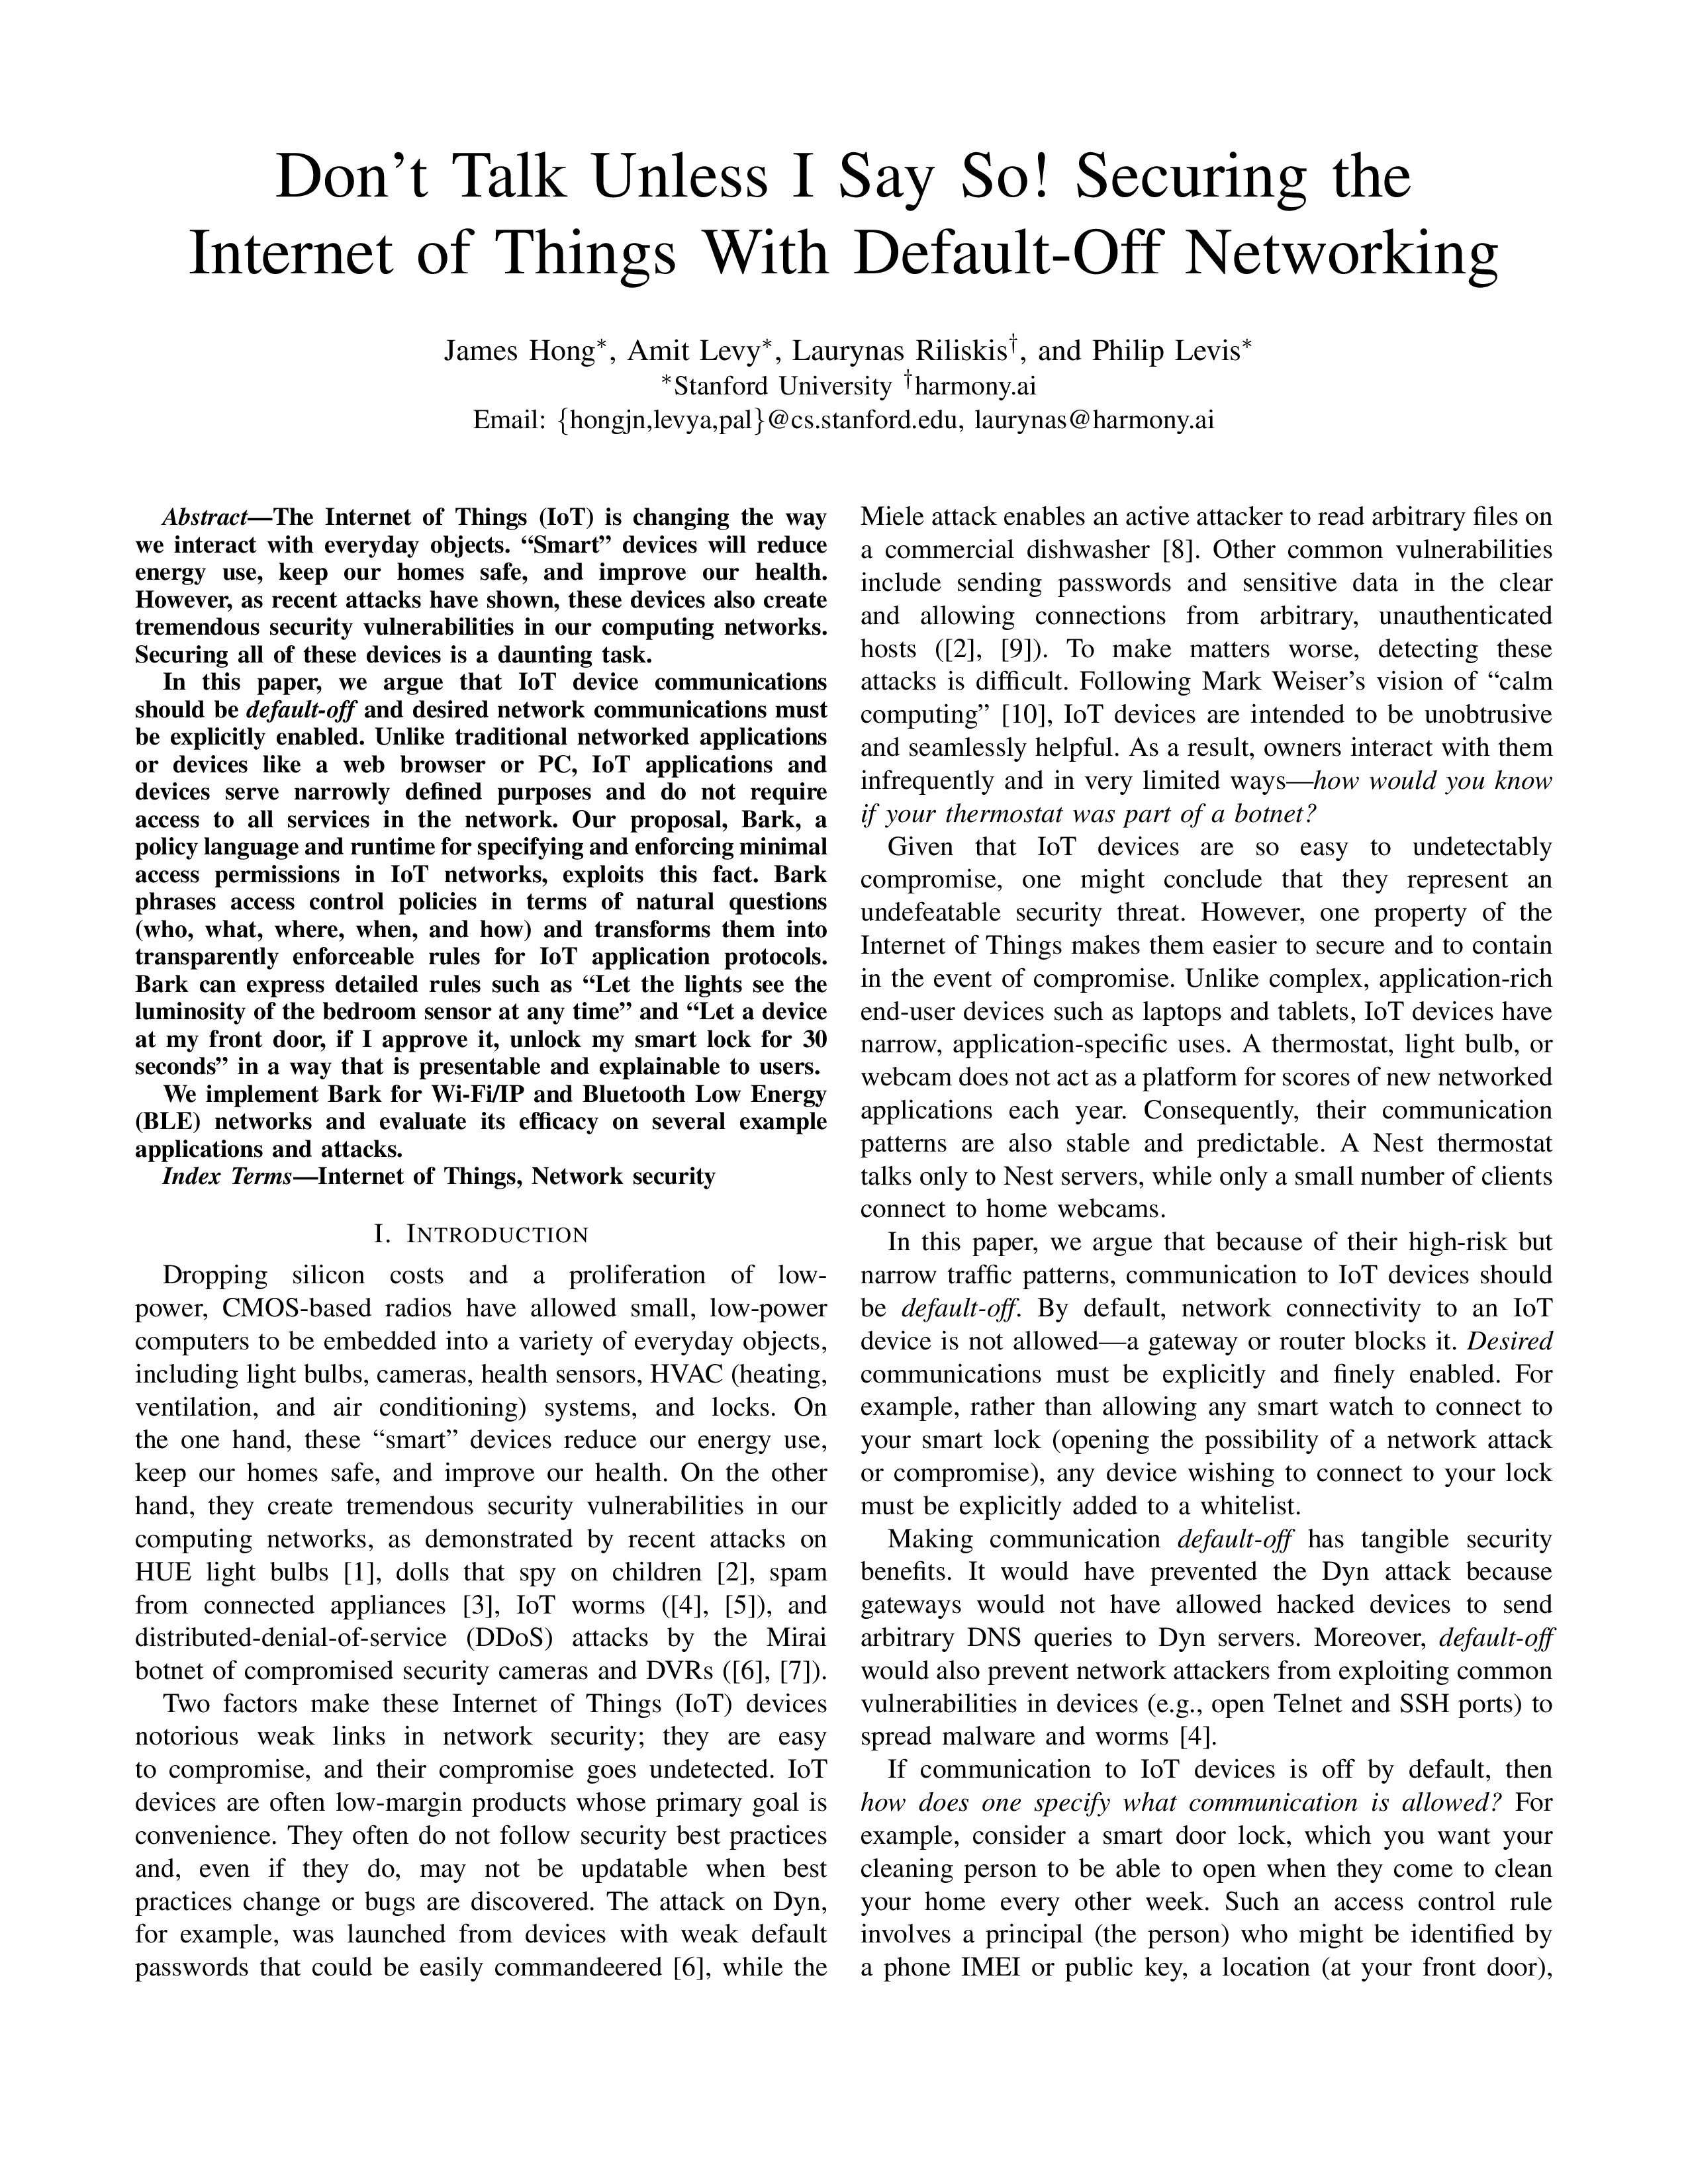 Don't Talk Unless I Say So! Securing the
Internet of Things With Default-Off Networking
James Hong*, Amit Levy*, Laurynas Riliskis†, and Philip Levis*
*Stanford University †harmony.ai
Email: {hongjn,levya,pal}@cs.stanford.edu, laurynas@harmony.ai
Abstract—The Internet of Things (IoT) is changing the way
we interact with everyday objects. “Smart” devices will reduce
energy use, keep our homes safe, and improve our health.
However, as recent attacks have shown, these devices also create
tremendous security vulnerabilities in our computing networks.
Securing all of these devices is a daunting task.
In this paper, we argue that IoT device communications
should be default-off and desired network communications must
be explicitly enabled. Unlike traditional networked applications
or devices like a web browser or PC, IoT applications and
devices serve narrowly defined purposes and do not require
access to all services in the network. Our proposal, Bark, a
policy language and runtime for specifying and enforcing minimal
access permissions in IoT networks, exploits this fact. Bark
phrases access control policies in terms of natural questions
(who, what, where, when, and how) and transforms them into
transparently enforceable rules for IoT application protocols.
Bark can express detailed rules such as “Let the lights see the
luminosity of the bedroom sensor at any time” and “Let a device
at my front door, if I approve it, unlock my smart lock for 30
seconds” in a way that is presentable and explainable to users.
We implement Bark for Wi-Fi/IP and Bluetooth Low Energy
(BLE) networks and evaluate its efficacy on several example
applications and attacks.
Index Terms—Internet of Things, Network security
I. INTRODUCTION
Dropping silicon costs and a proliferation of low-
power, CMOS-based radios have allowed small, low-power
computers to be embedded into a variety of everyday objects,
including light bulbs, cameras, health sensors, HVAC (heating,
ventilation, and air conditioning) systems, and locks. On
the one hand, these “smart” devices reduce our energy use,
keep our homes safe, and improve our health. On the other
hand, they create tremendous security vulnerabilities in our
computing networks, as demonstrated by recent attacks on
HUE light bulbs [1], dolls that spy on children [2], spam
from connected appliances [3], IoT worms ([4], [5]), and
distributed-denial-of-service (DDoS) attacks by the Mirai
botnet of compromised security cameras and DVRs ([6], [7]).
Two factors make these Internet of Things (IoT) devices
notorious weak links in network security; they are easy
to compromise, and their compromise goes undetected. IoT
devices are often low-margin products whose primary goal is
convenience. They often do not follow security best practices
and, even if they do, may not be updatable when best
practices change or bugs are discovered. The attack on Dyn,
for example, was launched from devices with weak default
passwords that could be easily commandeered [6], while the
Miele attack enables an active attacker to read arbitrary files on
a commercial dishwasher [8]. Other common vulnerabilities
include sending passwords and sensitive data in the clear
and allowing connections from arbitrary, unauthenticated
hosts ([2], [9]). To make matters worse, detecting these
attacks is difficult. Following Mark Weiser's vision of “calm
computing” [10], IoT devices are intended to be unobtrusive
and seamlessly helpful. As a result, owners interact with them
infrequently and in very limited ways—how would you know
if your thermostat was part of a botnet?
Given that IoT devices are so easy to undetectably
compromise, one might conclude that they represent an
undefeatable security threat. However, one property of the
Internet of Things makes them easier to secure and to contain
in the event of compromise. Unlike complex, application-rich
end-user devices such as laptops and tablets, IoT devices have
narrow, application-specific uses. A thermostat, light bulb, or
webcam does not act as a platform for scores of new networked
applications each year. Consequently, their communication
patterns are also stable and predictable. A Nest thermostat
talks only to Nest servers, while only a small number of clients
connect to home webcams.
In this paper, we argue that because of their high-risk but
narrow traffic patterns, communication to IoT devices should
be default-off. By default, network connectivity to an IoT
device is not allowed—a gateway or router blocks it. Desired
communications must be explicitly and finely enabled. For
example, rather than allowing any smart watch to connect to
your smart lock (opening the possibility of a network attack
or compromise), any device wishing to connect to your lock
must be explicitly added to a whitelist.
Making communication default-off has tangible security
benefits. It would have prevented the Dyn attack because
gateways would not have allowed hacked devices to send
arbitrary DNS queries to Dyn servers. Moreover, default-off
would also prevent network attackers from exploiting common
vulnerabilities in devices (e.g., open Telnet and SSH ports) to
spread malware and worms [4].
If communication to IoT devices is off by default, then
how does one specify what communication is allowed? For
example, consider a smart door lock, which you want your
cleaning person to be able to open when they come to clean
your home every other week. Such an access control rule
involves a principal (the person) who might be identified by
a phone IMEI or public key, a location (at your front door),